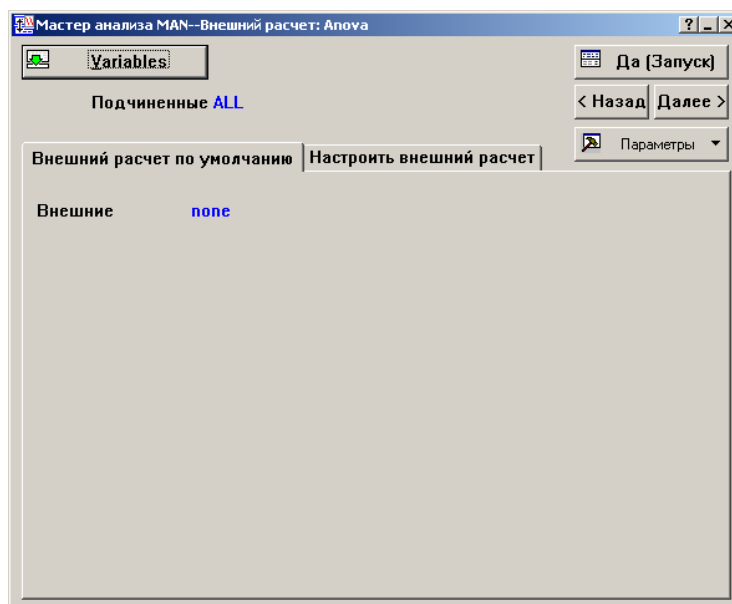 Мастер анализа MAN--Внешний расчет: Anova
Variables
Да (Запуск)
Подчиненные ALL
< Назад Далее >
Параметры
Внешний расчет по умолчанию
Настроить внешний расчет
Внешние none